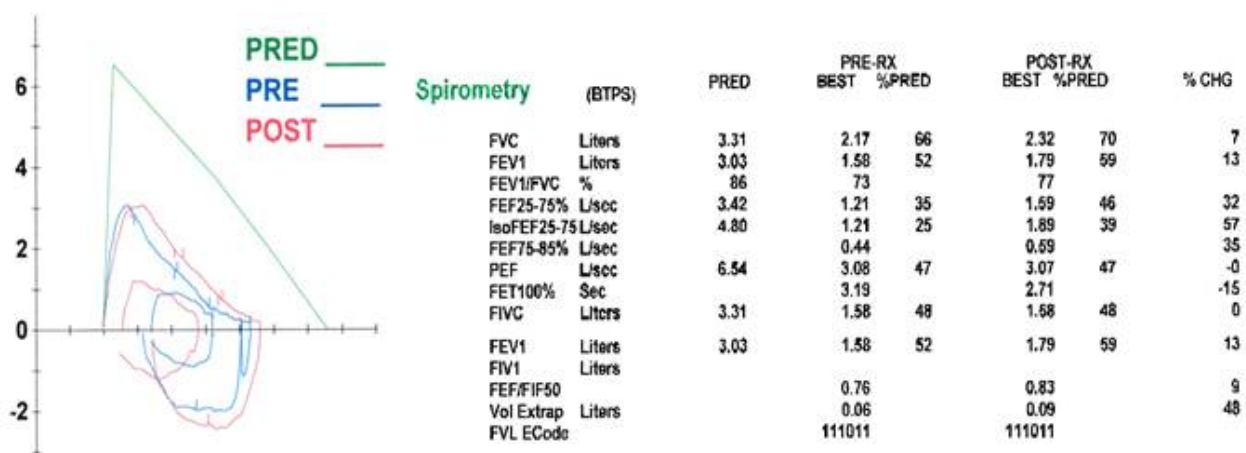 PRED
PRE
POST
6
4
2
0
-2
PRE-RX POST-RX
Spirometry (BTPS) PRED BEST %PRED BEST %PRED % CHG
FVC Liters 3.31 2.17 66 2.32 70 7
FEV1 Liters 3.03 1.58 52 1.79 59 13
FEV1/FVC % 86 73 77
FEF25-75% L/sec 3.42 1.21 35 1.59 46 32
IsoFEF25-75 L/sec 4.80 1.21 25 1.89 39 57
FEF75-85% L/sec 0.44 0.59 35
PEF L/sec 6.54 3.08 47 3.07 47 -0
FET100% Sec 3.19 2.71 -15
FIVC Liters 3.31 1.58 48 1.58 48 0
FEV1 Liters 3.03 1.58 52 1.79 59 13
FIV1 Liters
FEF/FIF50 0.76 0.83 9
Vol Extrap Liters 0.06 0.09 48
FVL ECode 111011 111011